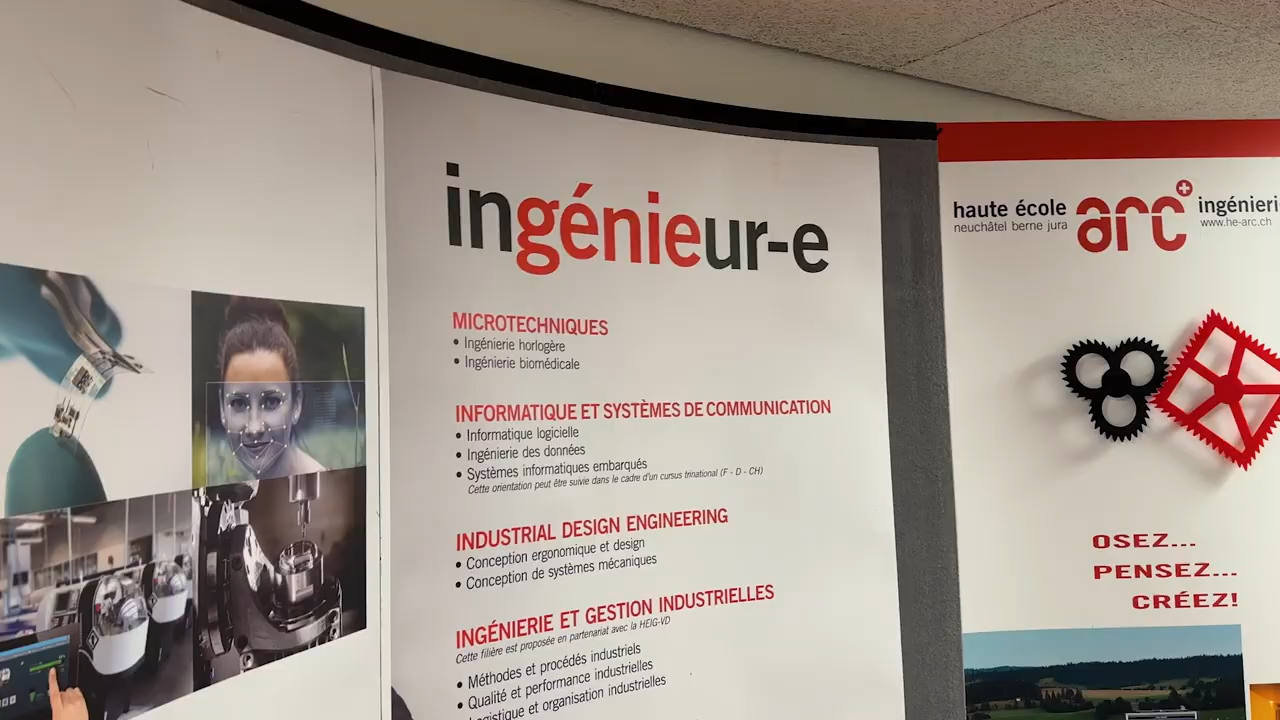 ingénieur-e
MICROTECHNIQUES
• Ingénierie horlogère
• Ingénierie biomédicale
INFORMATIQUE ET SYSTÈMES DE COMMUNICATION
• Informatique logicielle
• Ingénierie des données
• Systèmes informatiques embarqués
Cette orientation peut être suivie dans le cadre d'un cursus trinational (F - D - CH)
INDUSTRIAL DESIGN ENGINEERING
• Conception ergonomique et design
• Conception de systèmes mécaniques
INGÉNIERIE ET GESTION INDUSTRIELLES
Cette filière est proposée en partenariat avec la HEIG-VD
• Méthodes et procédés industriels
• Qualité et performance industrielles
Logistique et organisation industrielles
haute école arc ingénieri
neuchâtel berne jura www.he-arc.ch
OSEZ...
PENSEZ...
CRÉEZ!